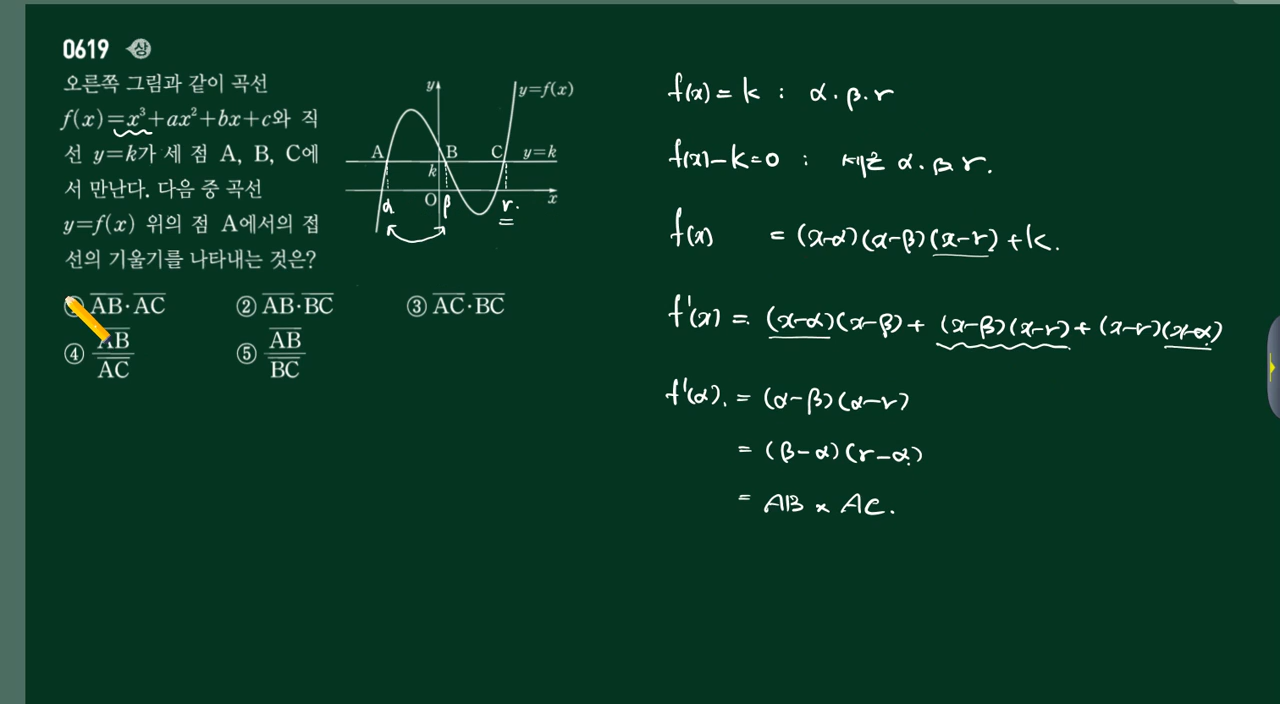 0619 상
오른쪽 그림과 같이 곡선
f(x)=x³+ax²+bx+c와 직
선 y=k가 세 점 A, B, C에
서 만난다. 다음 중 곡선
y=f(x) 위의 점 A에서의 접
선의 기울기를 나타내는 것은?
y
y=f(x)
A B C y=k
k
O x
α β r.
① AB·AC ② AB·BC ③ AC·BC
④ AB/AC ⑤ AB/BC
f(x)=k : α.β.r
f(x)-k=0 : α.β.r.
f(x) =(x-α)(x-β)(x-r)+k.
f'(x)=(x-α)(x-β)+(x-β)(x-r)+(x-r)(x-α)
f'(α).=(α-β)(α-r)
=(β-α)(r-α)
=AB×AC.